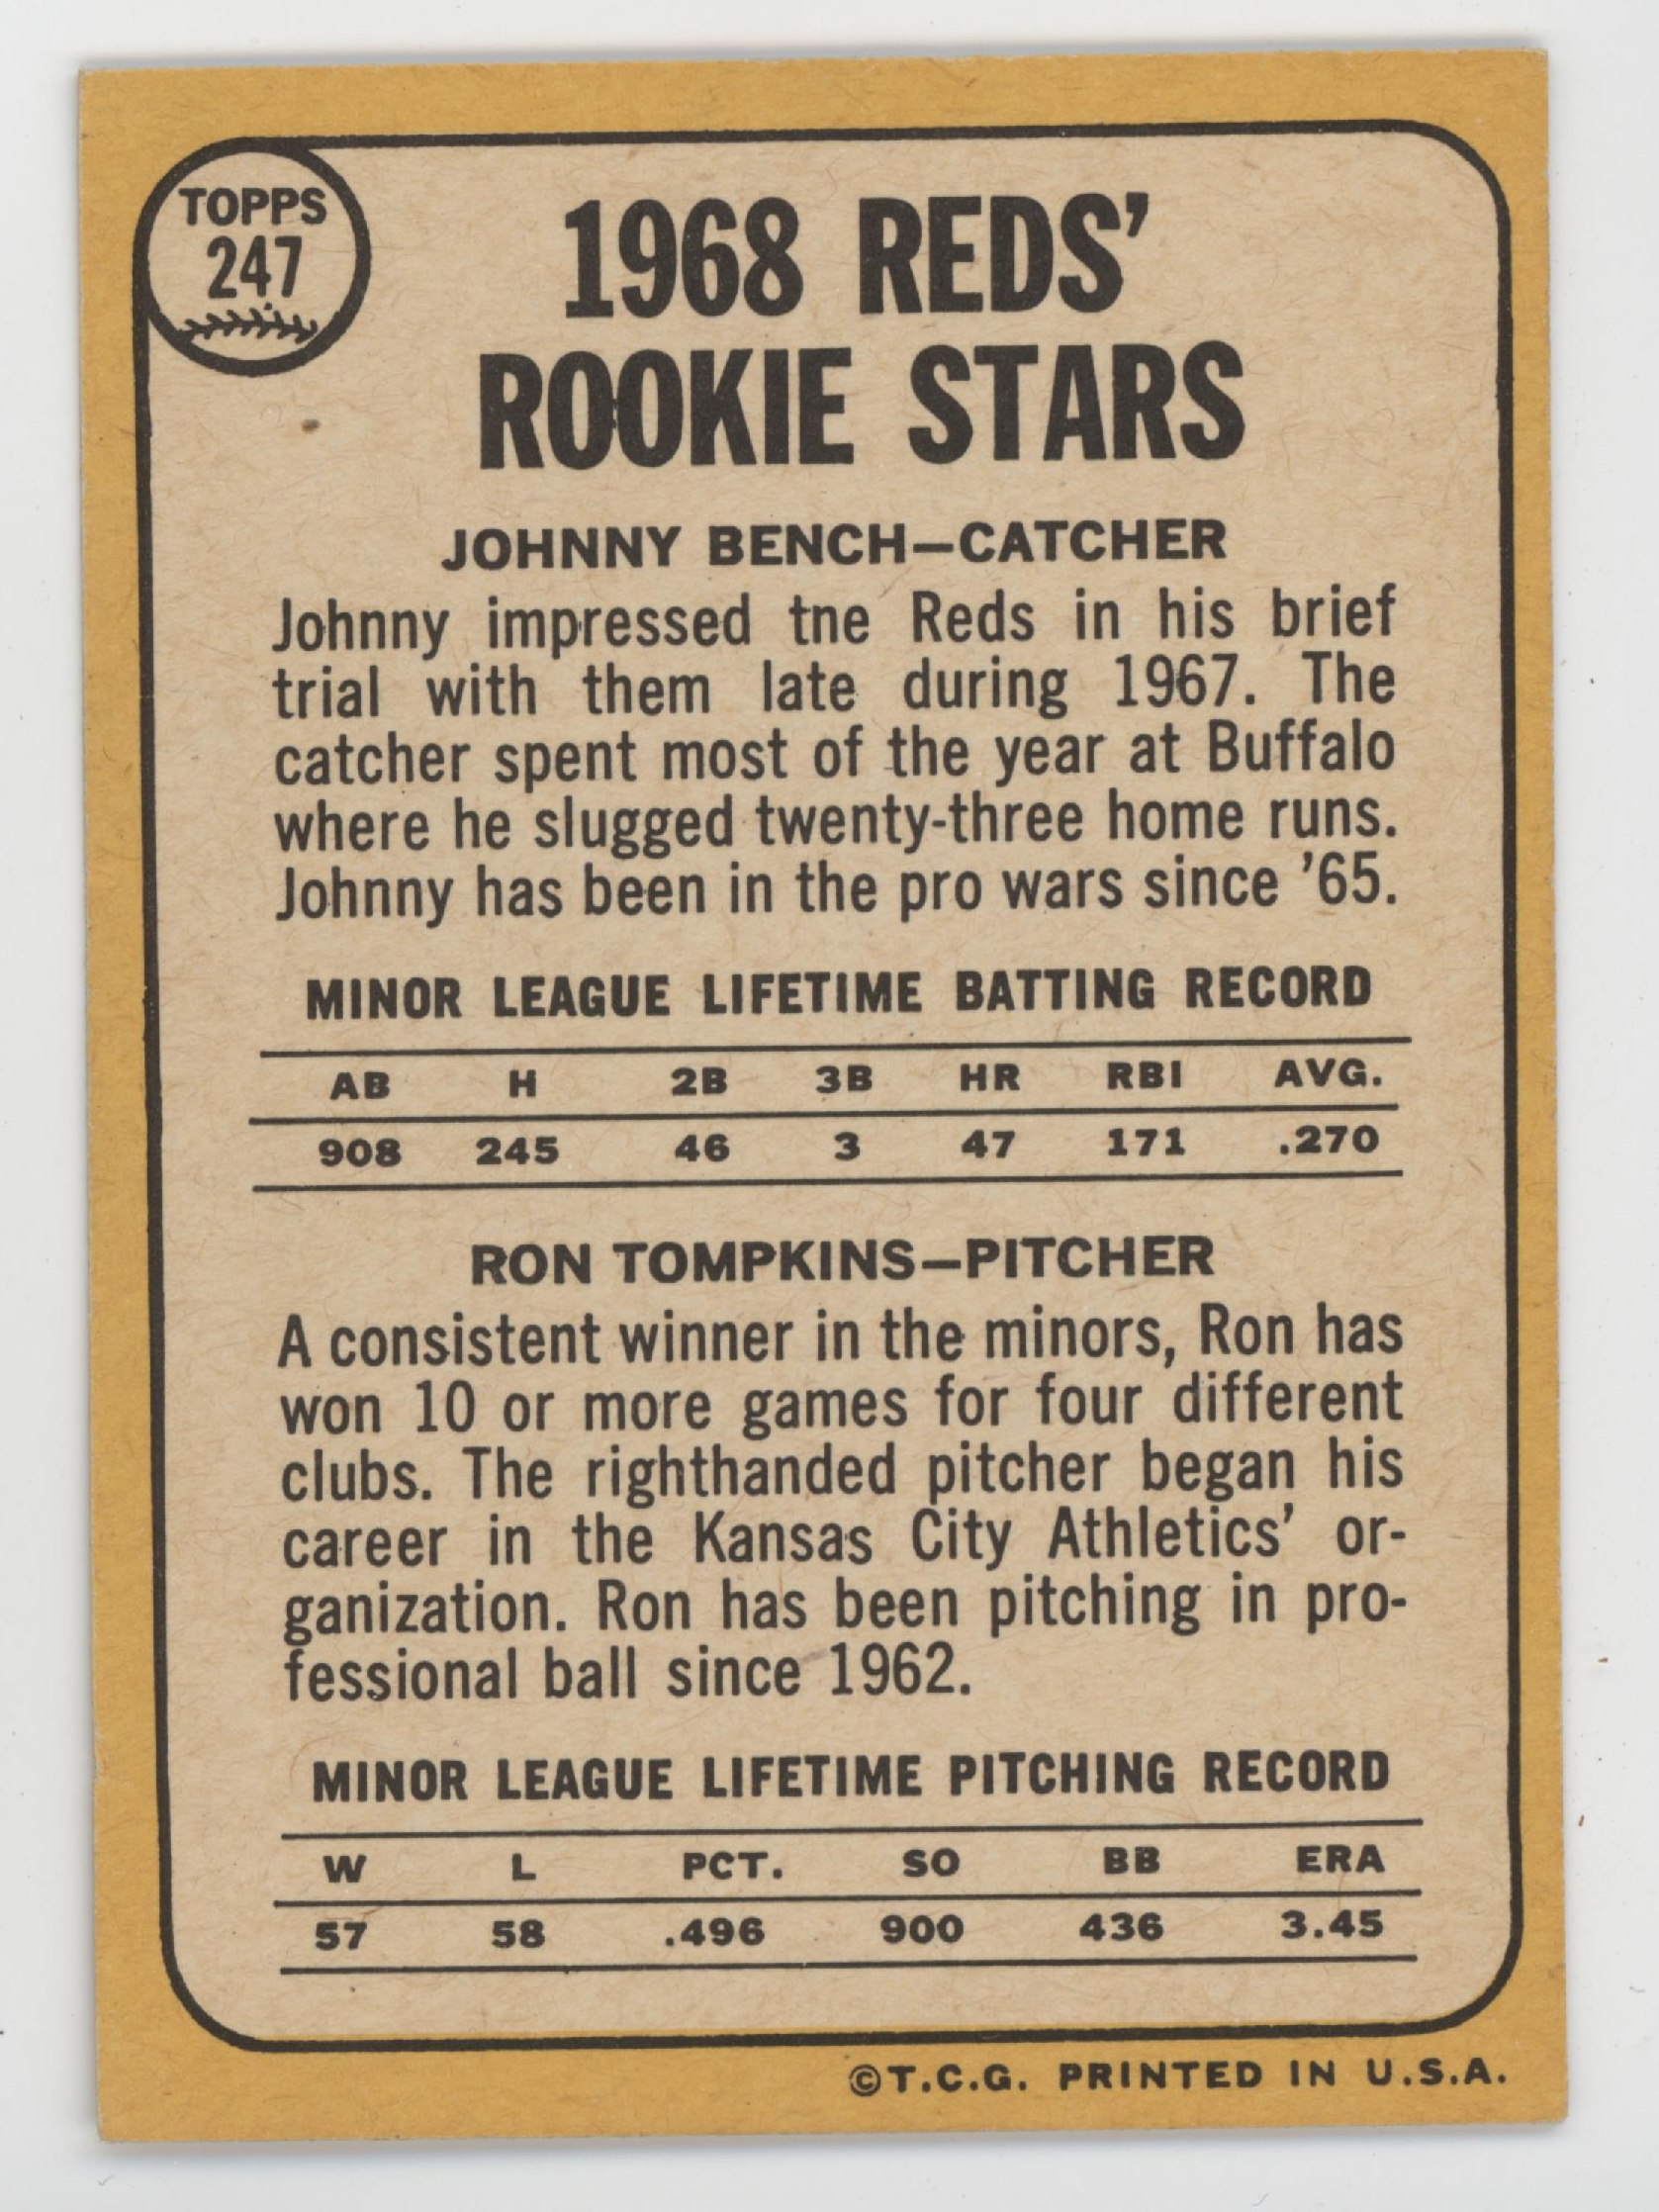 TOPPS
247
1968 REDS'
ROOKIE STARS
JOHNNY BENCH—CATCHER
Johnny impressed tne Reds in his brief
trial with them late during 1967. The
catcher spent most of the year at Buffalo
where he slugged twenty-three home runs.
Johnny has been in the pro wars since '65.
MINOR LEAGUE LIFETIME BATTING RECORD
AB H 2B 3B HR RBI AVG.
908 245 46 3 47 171 .270
RON TOMPKINS—PITCHER
A consistent winner in the minors, Ron has
won 10 or more games for four different
clubs. The righthanded pitcher began his
career in the Kansas City Athletics' or-
ganization. Ron has been pitching in pro-
fessional ball since 1962.
MINOR LEAGUE LIFETIME PITCHING RECORD
W L PCT. SO BB ERA
57 58 .496 900 436 3.45
©T.C.G. PRINTED IN U.S.A.